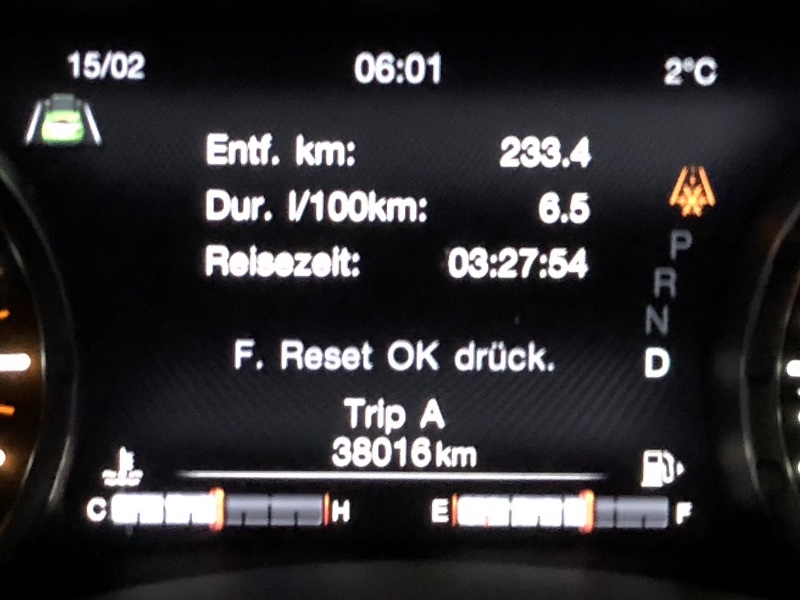 15/02 06:01 2°C
Entf. km: 233.4
Dur. l/100km: 6.5
Reisezeit: 03:27:54
P
R
N
D
F. Reset OK drück.
Trip A
38016 km
C H E F